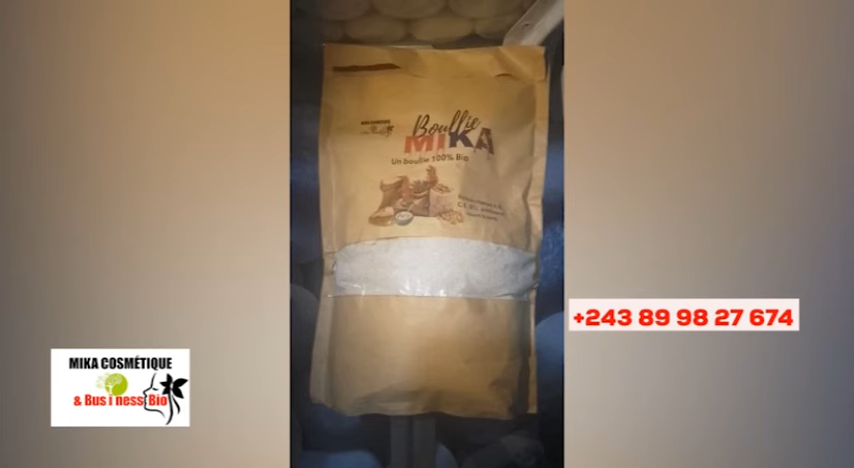 Bouillie
MIKA
Un bouillie 100% Bio
+243 89 98 27 674
MIKA COSMÉTIQUE
& Bus i ness Bio